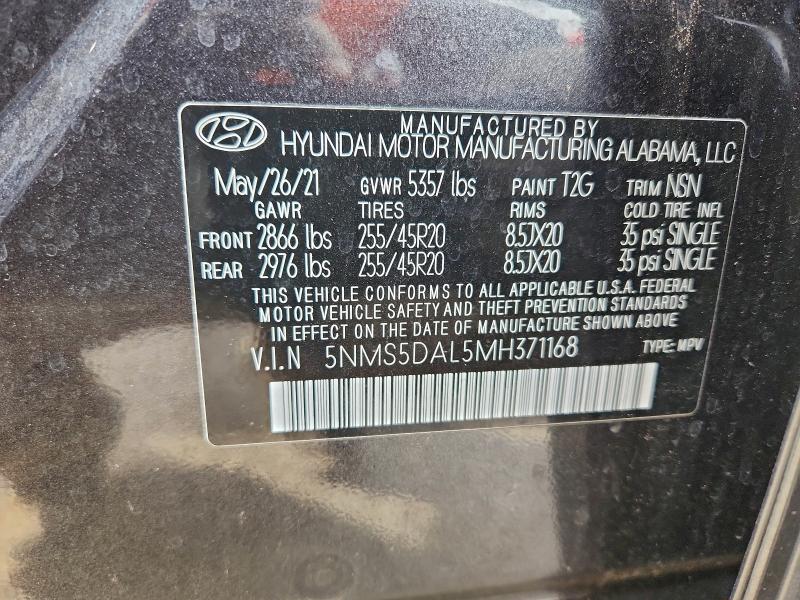 MANUFACTURED BY
HYUNDAI MOTOR MANUFACTURING ALABAMA, LLC
May/26/21 GVWR 5357 lbs PAINT T2G TRIM NSN
GAWR TIRES RIMS COLD TIRE INFL
FRONT 2866 lbs 255/45R20 8.5JX20 35 psi SINGLE
REAR 2976 lbs 255/45R20 8.5JX20 35 psi SINGLE
THIS VEHICLE CONFORMS TO ALL APPLICABLE U.S.A. FEDERAL
MOTOR VEHICLE SAFETY AND THEFT PREVENTION STANDARDS
IN EFFECT ON THE DATE OF MANUFACTURE SHOWN ABOVE
V.I.N 5NMS5DAL5MH371168 TYPE: MPV